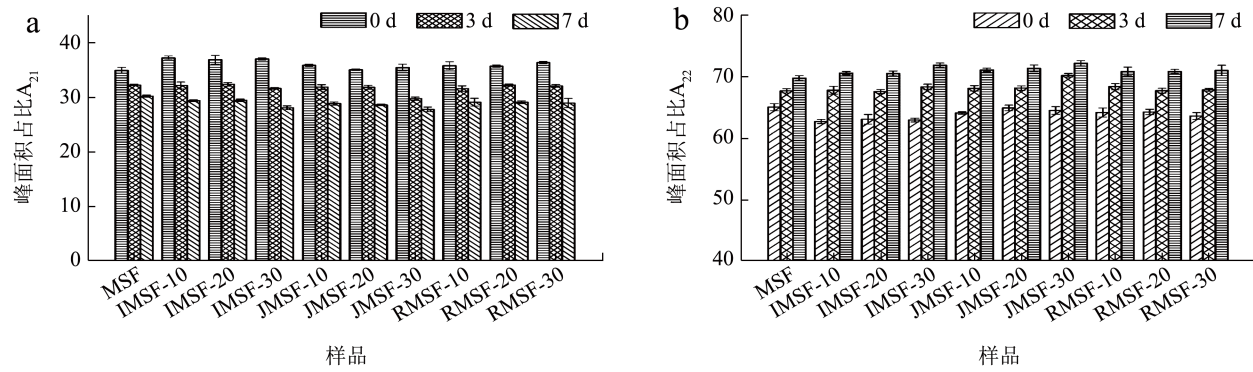 a
0 d 3 d 7 d
峰面积占比A21
40
30
20
10
0
MSF
IMSF-10
IMSF-20
IMSF-30
JMSF-10
JMSF-20
JMSF-30
RMSF-10
RMSF-20
RMSF-30
样品
b
0 d 3 d 7 d
峰面积占比A22
80
70
60
50
40
MSF
IMSF-10
IMSF-20
IMSF-30
JMSF-10
JMSF-20
JMSF-30
RMSF-10
RMSF-20
RMSF-30
样品